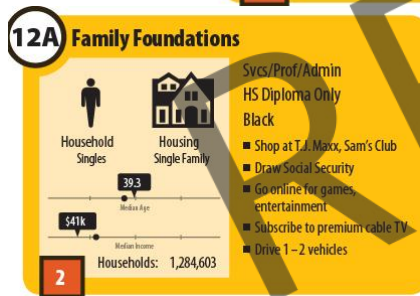 12A Family Foundations
Household
Singles
Housing
Single Family
39.3
Median Age
$41k
Median Income
2
Households: 1,284,603
Svcs/Prof/Admin
HS Diploma Only
Black
■ Shop at T.J. Maxx, Sam's Club
■ Draw Social Security
■ Go online for games,
entertainment
■ Subscribe to premium cable TV
■ Drive 1–2 vehicles